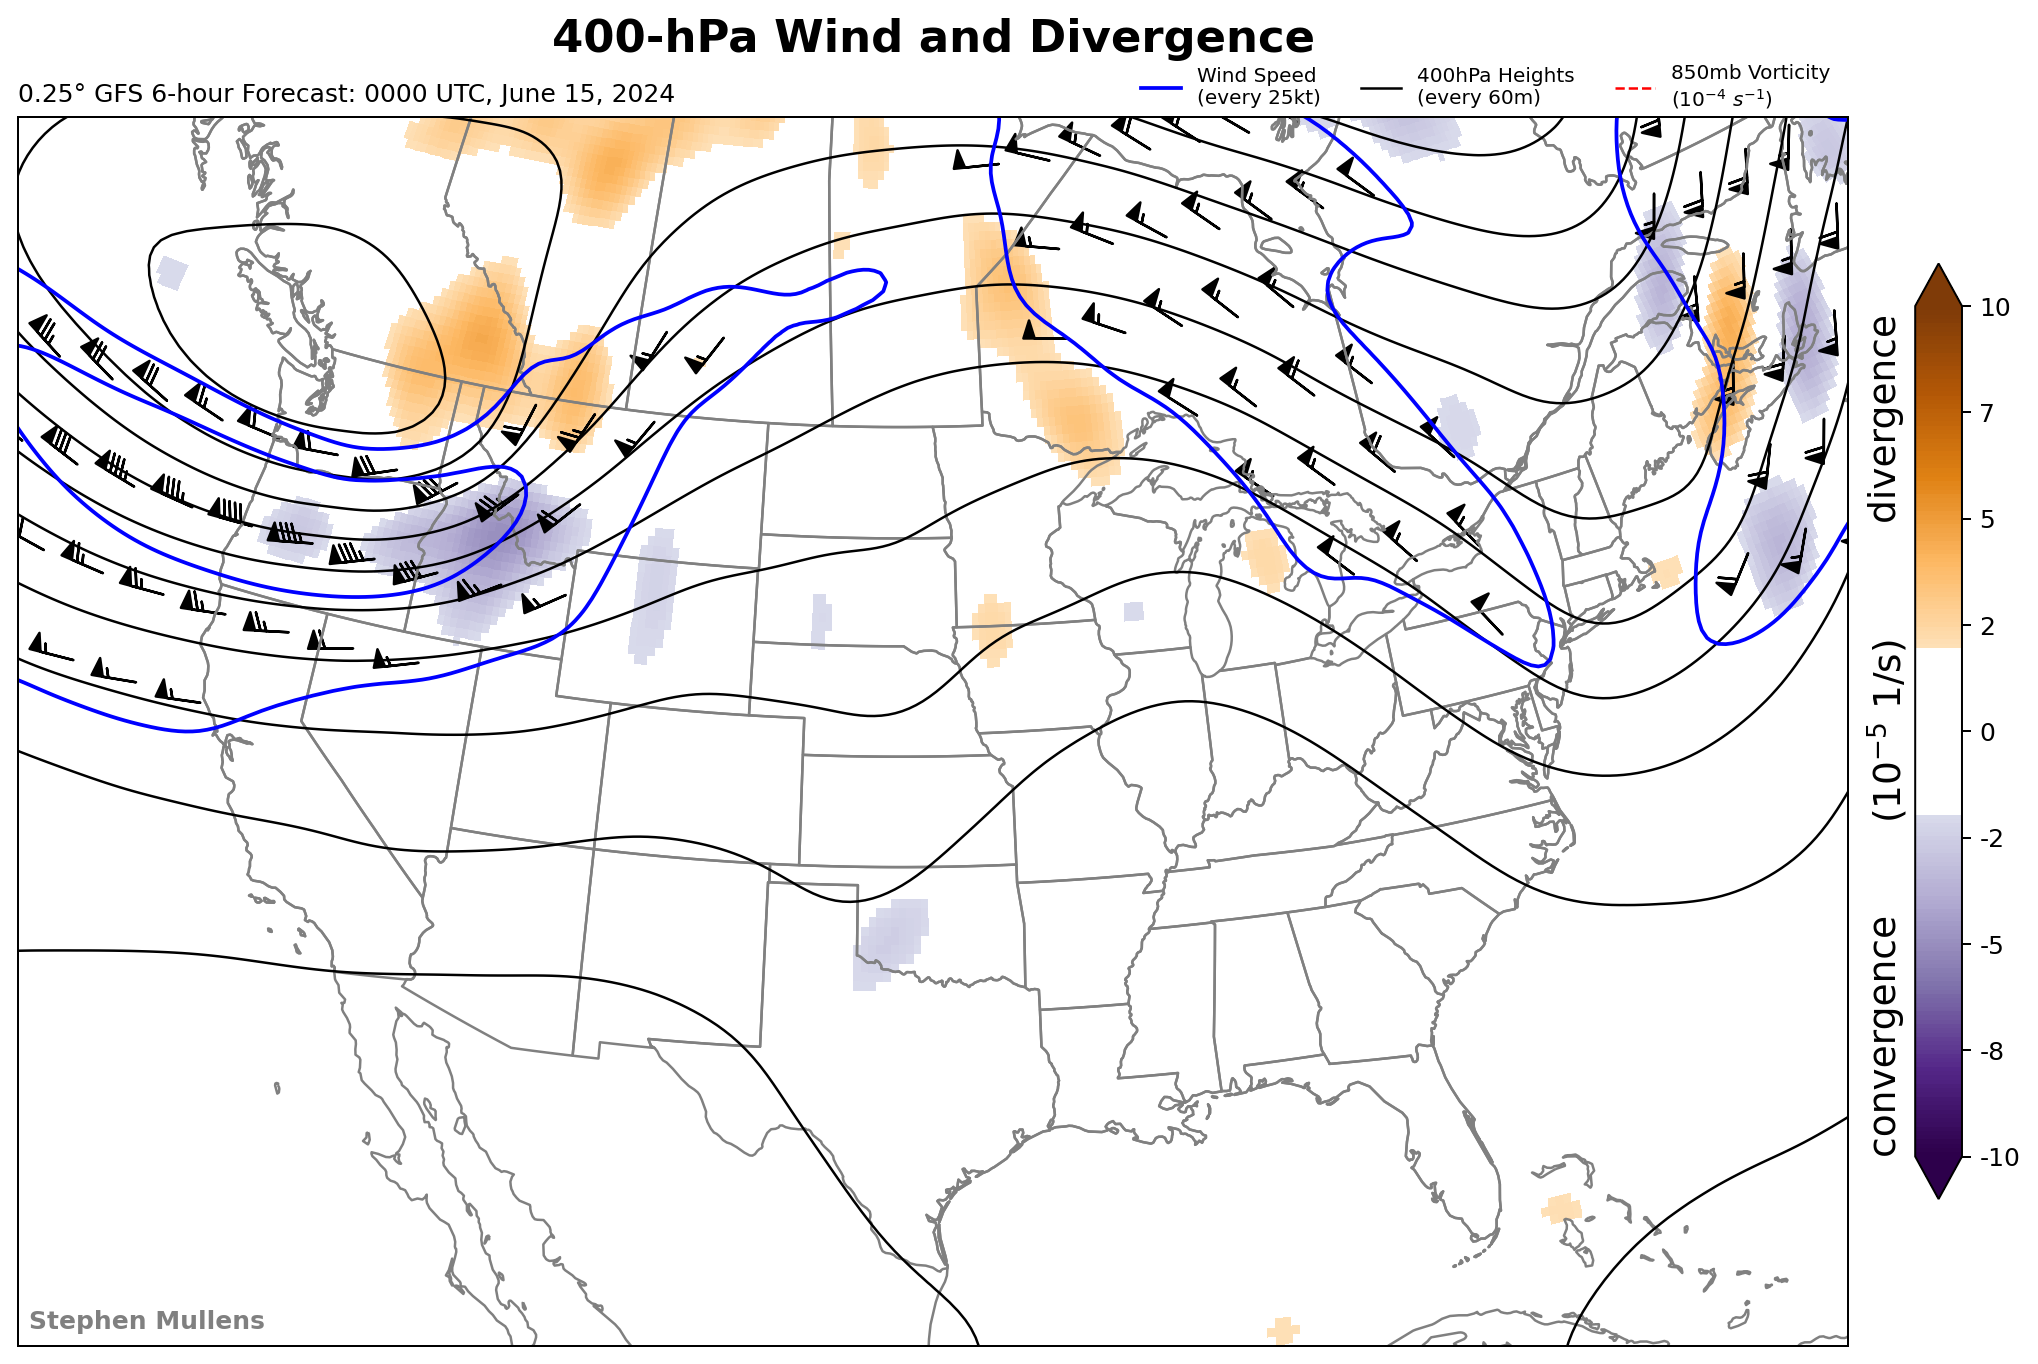 400-hPa Wind and Divergence
0.25° GFS 6-hour Forecast: 0000 UTC, June 15, 2024
Wind Speed
(every 25kt)
400hPa Heights
(every 60m)
850mb Vorticity
(10⁻⁴ s⁻¹)
10
7
5
2
0
-2
-5
-8
-10
convergence (10⁻⁵ 1/s) divergence
Stephen Mullens